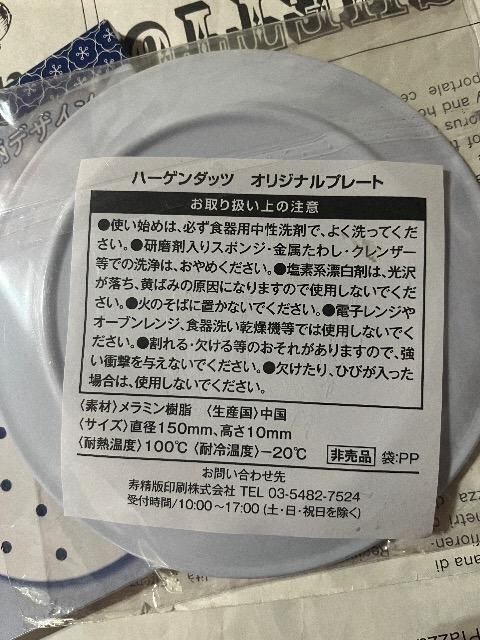 デザイン
ハーゲンダッツ オリジナルプレート
お取り扱い上の注意
●使い始めは、必ず食器用中性洗剤で、よく洗ってくだ
さい。●研磨剤入りスポンジ・金属たわし・クレンザー
等での洗浄は、おやめください。●塩素系漂白剤は、光沢
が落ち、黄ばみの原因になりますので使用しないでくだ
さい。●火のそばに置かないでください。●電子レンジや
オーブンレンジ、食器洗い乾燥機等では使用しないでく
ださい。●割れる・欠ける等のおそれがありますので、強
い衝撃を与えないでください。●欠けたり、ひびが入った
場合は、使用しないでください。
〈素材〉メラミン樹脂 〈生産国〉中国
〈サイズ〉直径150mm、高さ10mm
〈耐熱温度〉100℃ 〈耐冷温度〉−20℃ 非売品 袋:PP
お問い合わせ先
寿精版印刷株式会社 TEL 03-5482-7524
受付時間/10:00〜17:00 (土・日・祝日を除く)